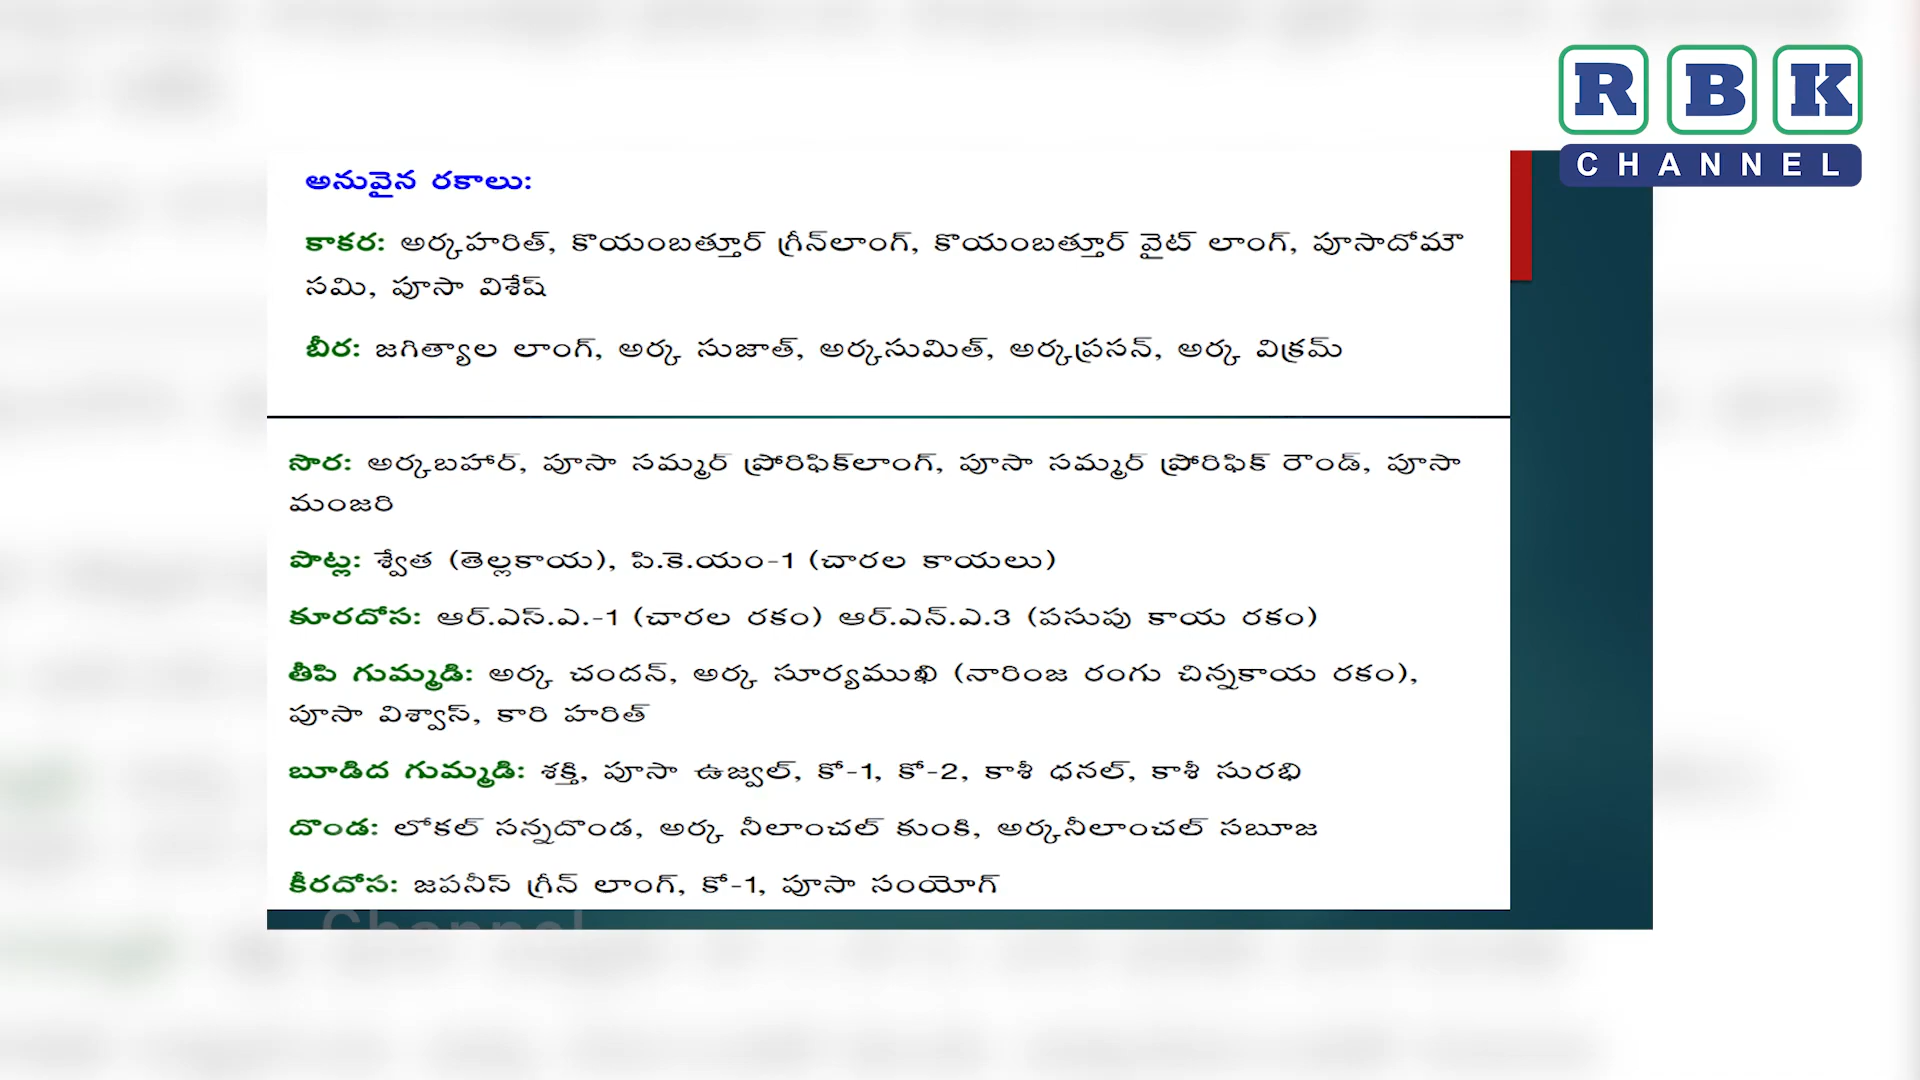 RBK
CHANNEL
అనువైన రకాలు:
కాకర: అర్కహరిత్, కొయంబత్తూర్ గ్రీన్‌లాంగ్, కొయంబత్తూర్ వైట్ లాంగ్, పూసాదోమౌ
సమి, పూసా విశేష్
బీర: జగిత్యాల లాంగ్, అర్క సుజాత్, అర్కసుమిత్, అర్కప్రసన్, అర్క విక్రమ్
సొర: అర్కబహార్, పూసా సమ్మర్ ప్రోరిఫిక్‌లాంగ్, పూసా సమ్మర్ ప్రోరిఫిక్ రౌండ్, పూసా
మంజరి
పొట్ల: శ్వేత (తెల్లకాయ), పి.కె.యం-1 (చారల కాయలు)
కూరదోస: ఆర్.ఎస్.ఎ.-1 (చారల రకం) ఆర్.ఎన్.ఎ.3 (పసుపు కాయ రకం)
తీపి గుమ్మడి: అర్క చందన్, అర్క సూర్యముఖి (నారింజ రంగు చిన్నకాయ రకం),
పూసా విశ్వాస్, కారి హరిత్
బూడిద గుమ్మడి: శక్తి, పూసా ఉజ్వల్, కో-1, కో-2, కాశీ ధనల్, కాశీ సురభి
దొండ: లోకల్ సన్నదొండ, అర్క నీలాంచల్ కుంకి, అర్కనీలాంచల్ సబూజ
కీరదోస: జపనీస్ గ్రీన్ లాంగ్, కో-1, పూసా సంయోగ్
Channel